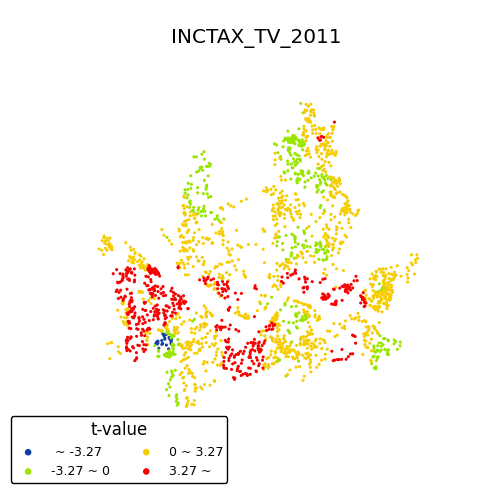 INCTAX_TV_2011
t-value
~ -3.27
0 ~ 3.27
-3.27 ~ 0
3.27 ~